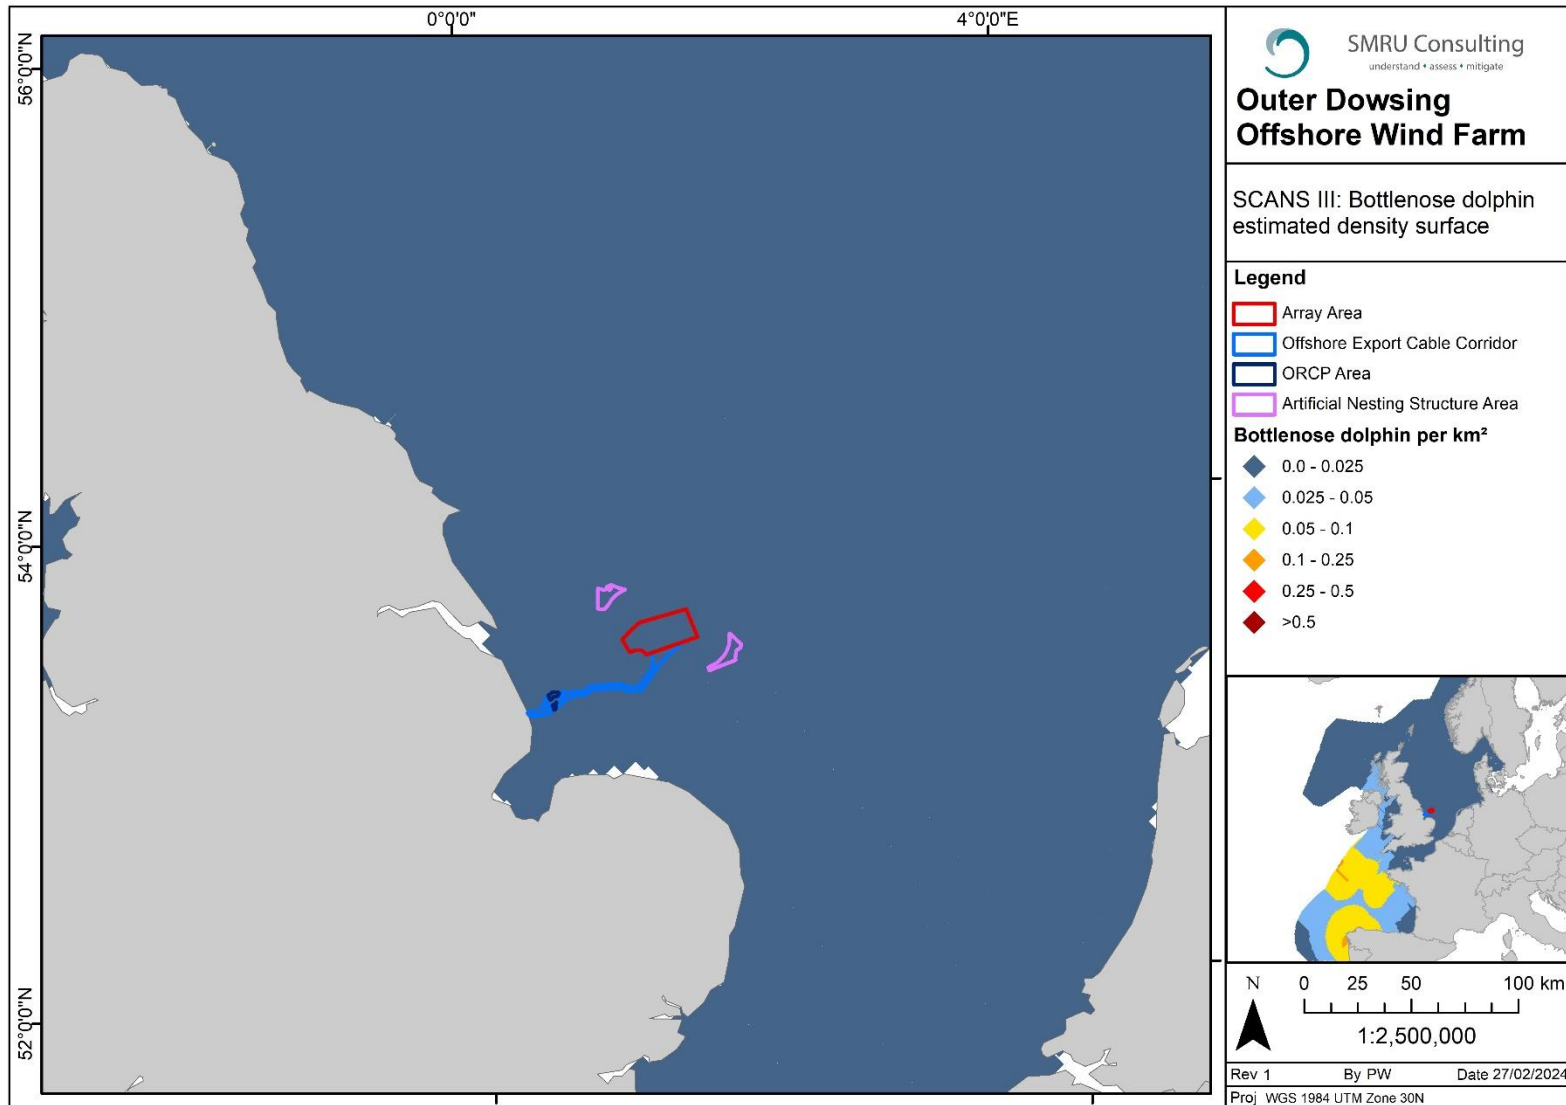 0°0'0"
4°0'0"E
56°0'0"N
54°0'0"N
52°0'0"N
SMRU Consulting
understand • assess • mitigate
Outer Dowsing
Offshore Wind Farm
SCANS III: Bottlenose dolphin
estimated density surface
Legend
Array Area
Offshore Export Cable Corridor
ORCP Area
Artificial Nesting Structure Area
Bottlenose dolphin per km²
0.0 - 0.025
0.025 - 0.05
0.05 - 0.1
0.1 - 0.25
0.25 - 0.5
>0.5
N
0 25 50 100 km
1:2,500,000
Rev 1 By PW Date 27/02/2024
Proj WGS 1984 UTM Zone 30N